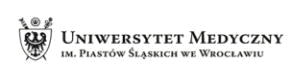 UNIWERSYTET MEDYCZNY
IM. PIASTÓW ŚLĄSKICH WE WROCŁAWIU